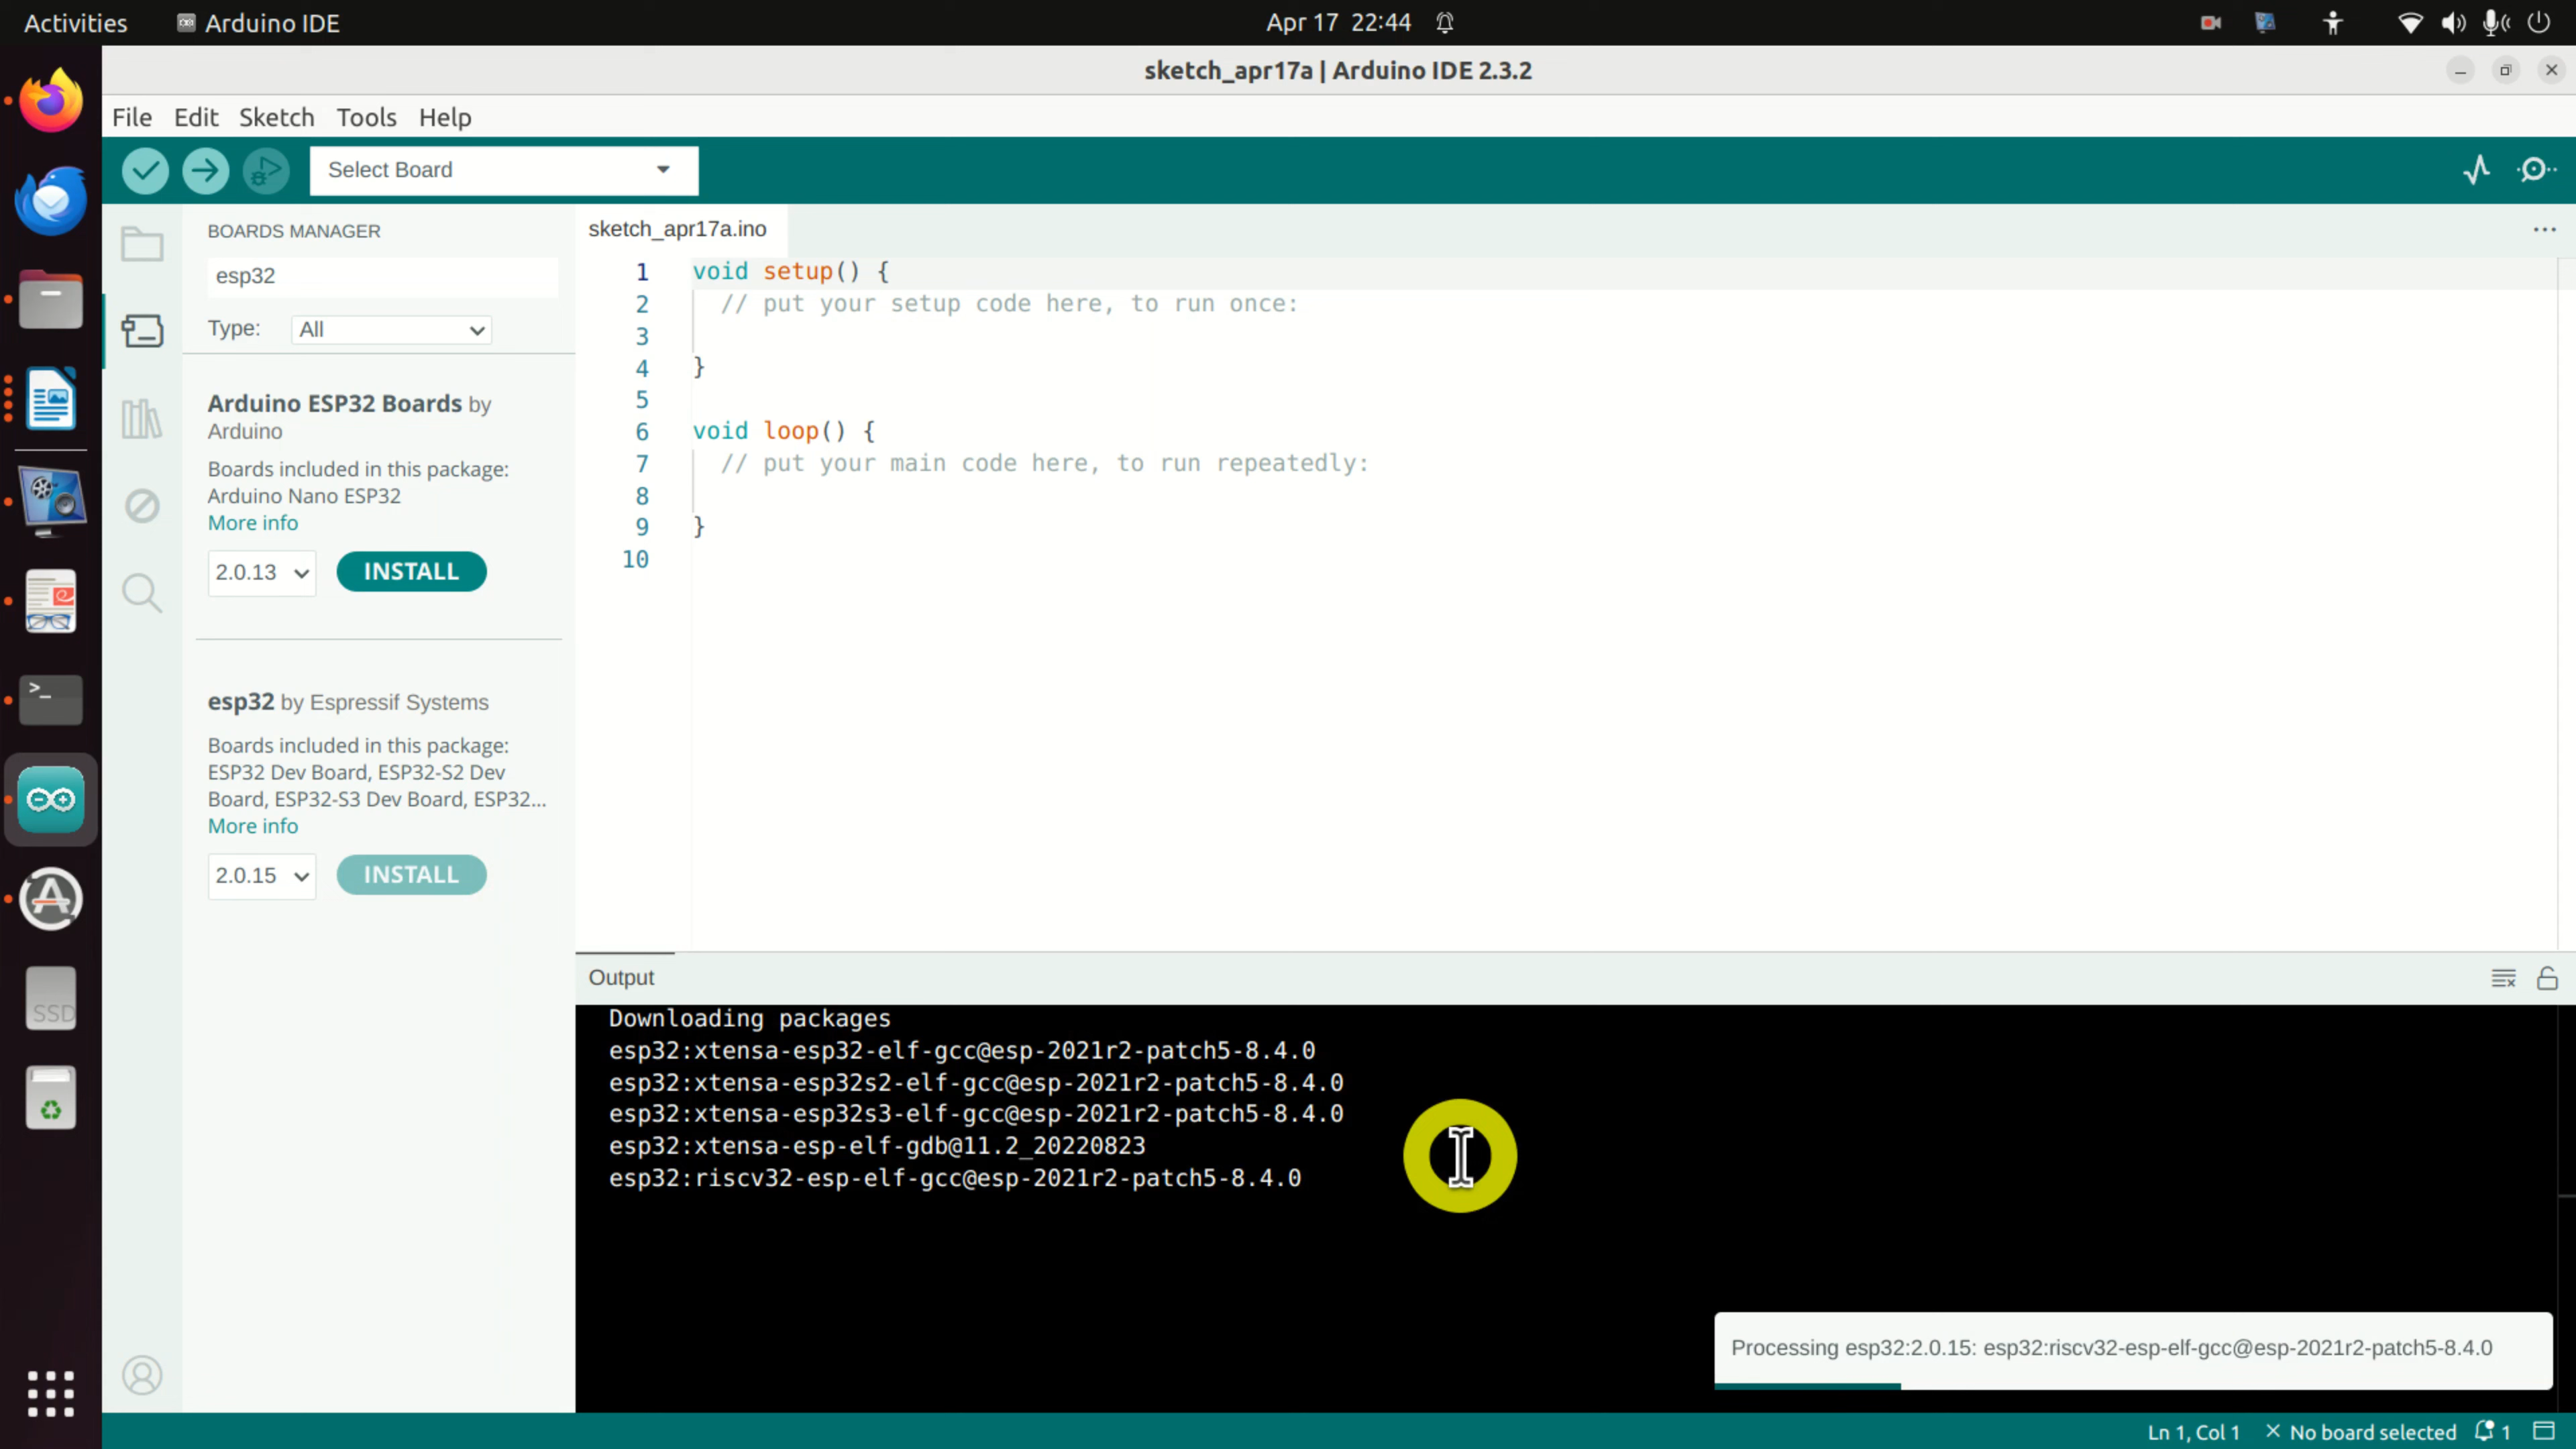 Activities
Arduino IDE
Apr 17 22:44
sketch_apr17a | Arduino IDE 2.3.2
File Edit Sketch Tools Help
Select Board
BOARDS MANAGER
esp32
Type: All
Arduino ESP32 Boards by
Arduino
Boards included in this package:
Arduino Nano ESP32
More info
2.0.13 INSTALL
esp32 by Espressif Systems
Boards included in this package:
ESP32 Dev Board, ESP32-S2 Dev
Board, ESP32-S3 Dev Board, ESP32...
More info
2.0.15 INSTALL
SSD
sketch_apr17a.ino
1 void setup() {
2 // put your setup code here, to run once:
3
4 }
5
6 void loop() {
7 // put your main code here, to run repeatedly:
8
9 }
10
Output
Downloading packages
esp32:xtensa-esp32-elf-gcc@esp-2021r2-patch5-8.4.0
esp32:xtensa-esp32s2-elf-gcc@esp-2021r2-patch5-8.4.0
esp32:xtensa-esp32s3-elf-gcc@esp-2021r2-patch5-8.4.0
esp32:xtensa-esp-elf-gdb@11.2_20220823
esp32:riscv32-esp-elf-gcc@esp-2021r2-patch5-8.4.0
Processing esp32:2.0.15: esp32:riscv32-esp-elf-gcc@esp-2021r2-patch5-8.4.0
Ln 1, Col 1 No board selected 1